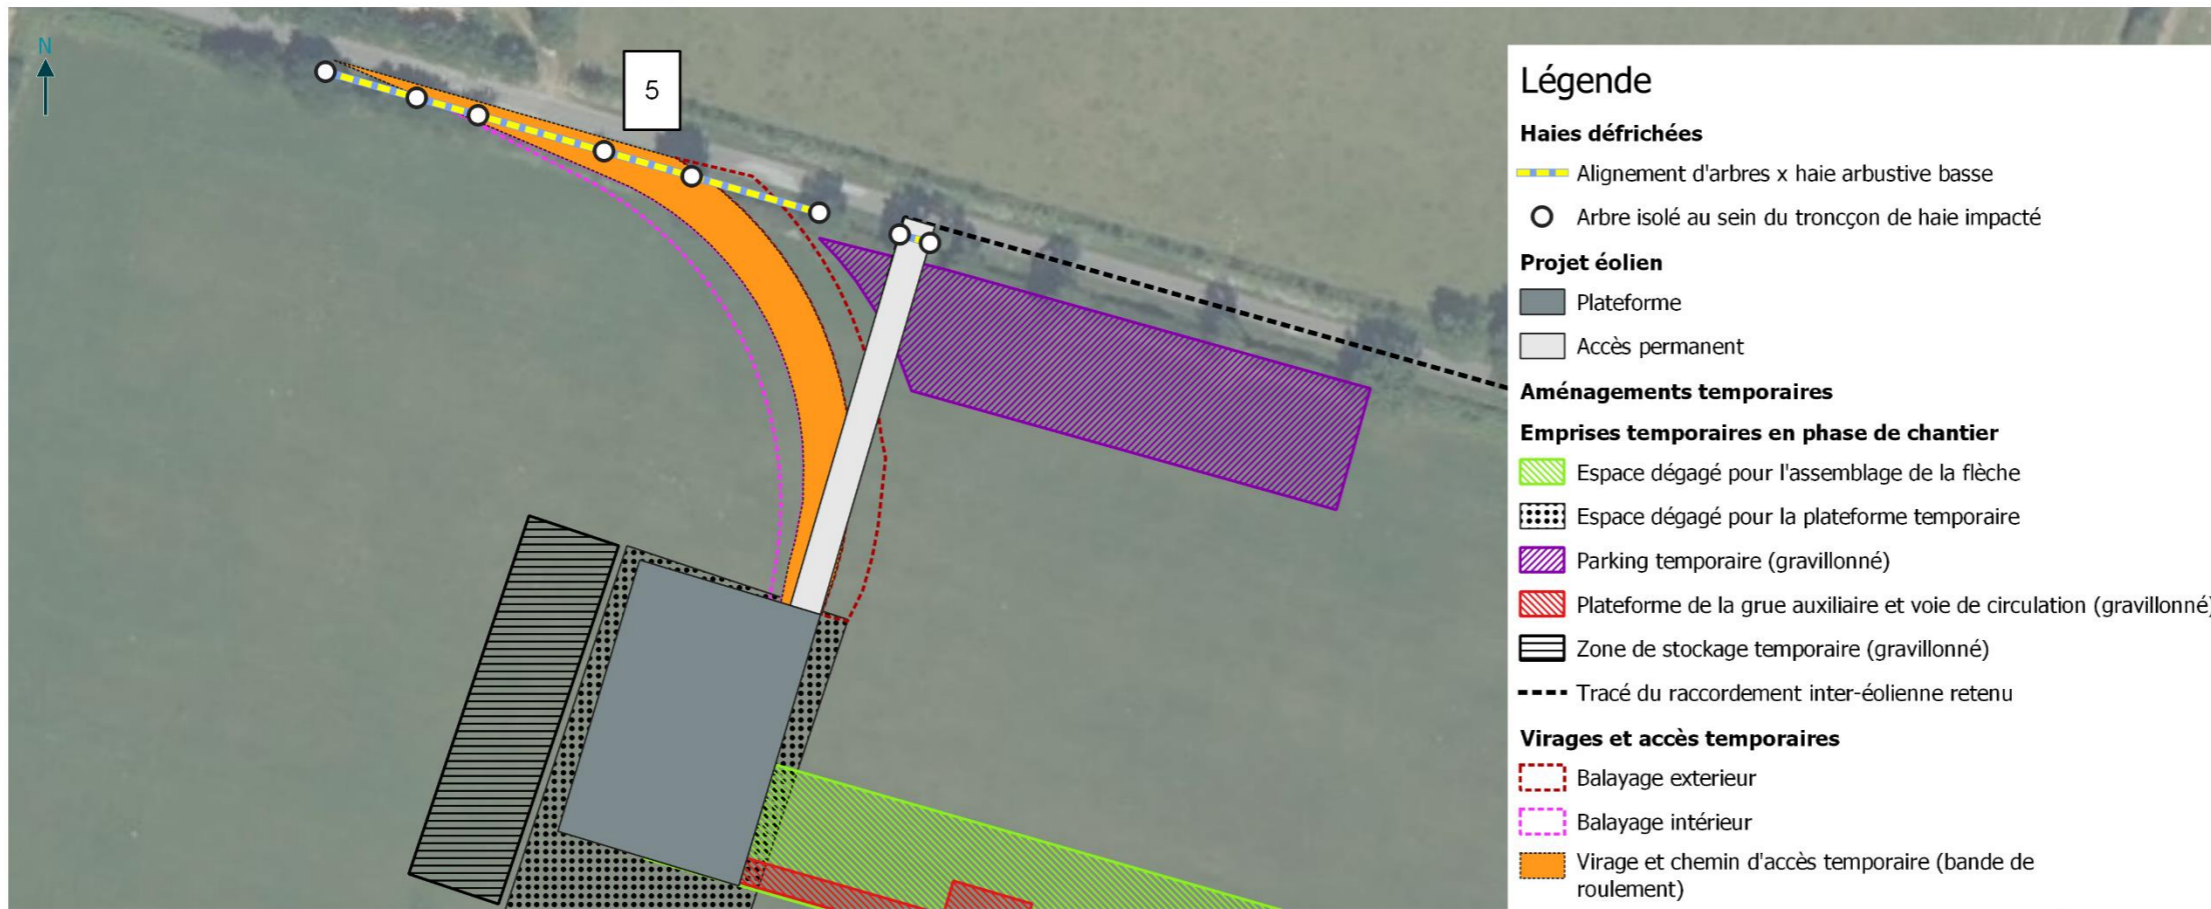 N
5
Légende
Haies défrichées
Alignement d'arbres x haie arbustive basse
Arbre isolé au sein du troncçon de haie impacté
Projet éolien
Plateforme
Accès permanent
Aménagements temporaires
Emprises temporaires en phase de chantier
Espace dégagé pour l'assemblage de la flèche
Espace dégagé pour la plateforme temporaire
Parking temporaire (gravillonné)
Plateforme de la grue auxiliaire et voie de circulation (gravillonné)
Zone de stockage temporaire (gravillonné)
Tracé du raccordement inter-éolienne retenu
Virages et accès temporaires
Balayage exterieur
Balayage intérieur
Virage et chemin d'accès temporaire (bande de
roulement)